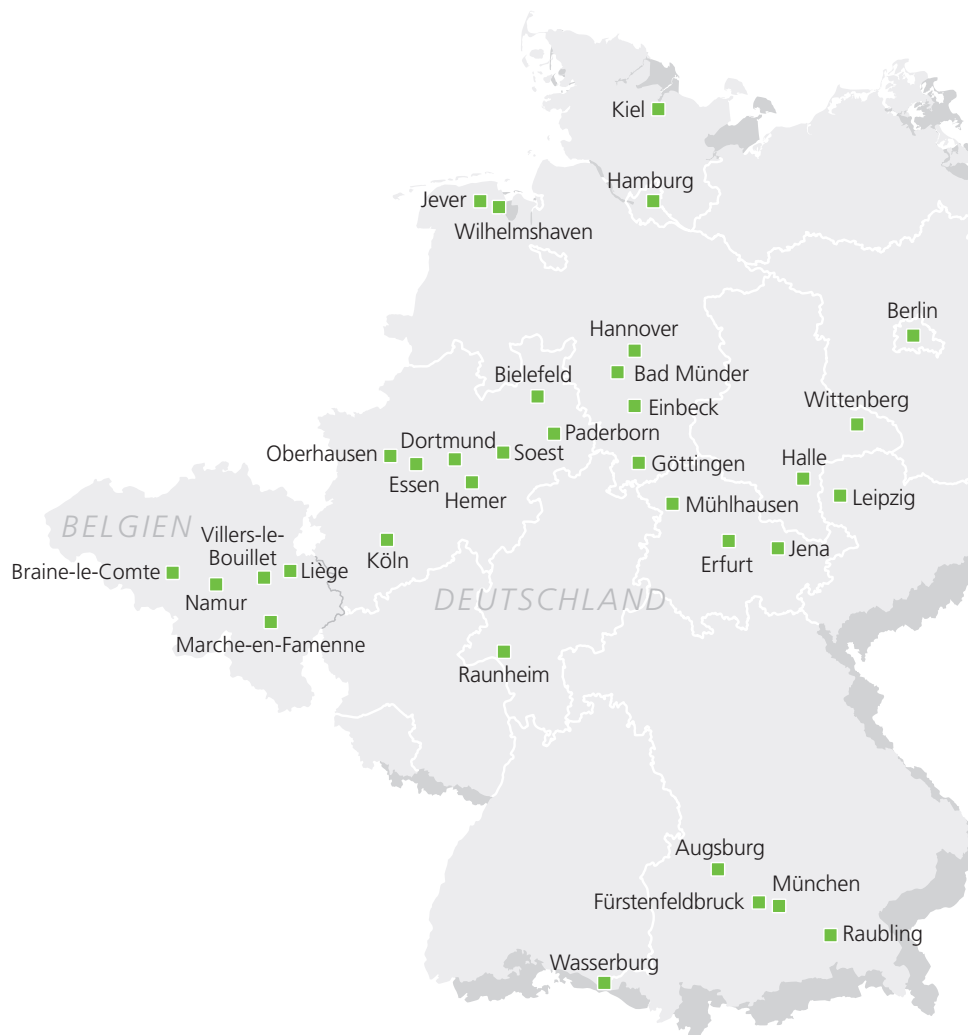 Kiel
Hamburg
Jever
Wilhelmshaven
Berlin
Hannover
Bielefeld
Bad Münder
Einbeck
Wittenberg
Paderborn
Dortmund
Oberhausen
Soest
Göttingen
Halle
Essen
Hemer
Leipzig
Mühlhausen
BELGIEN
Villers-le-
Bouillet
Köln
Erfurt
Jena
Braine-le-Comte
Liège
Namur
DEUTSCHLAND
Marche-en-Famenne
Raunheim
Augsburg
München
Fürstenfeldbruck
Raubling
Wasserburg